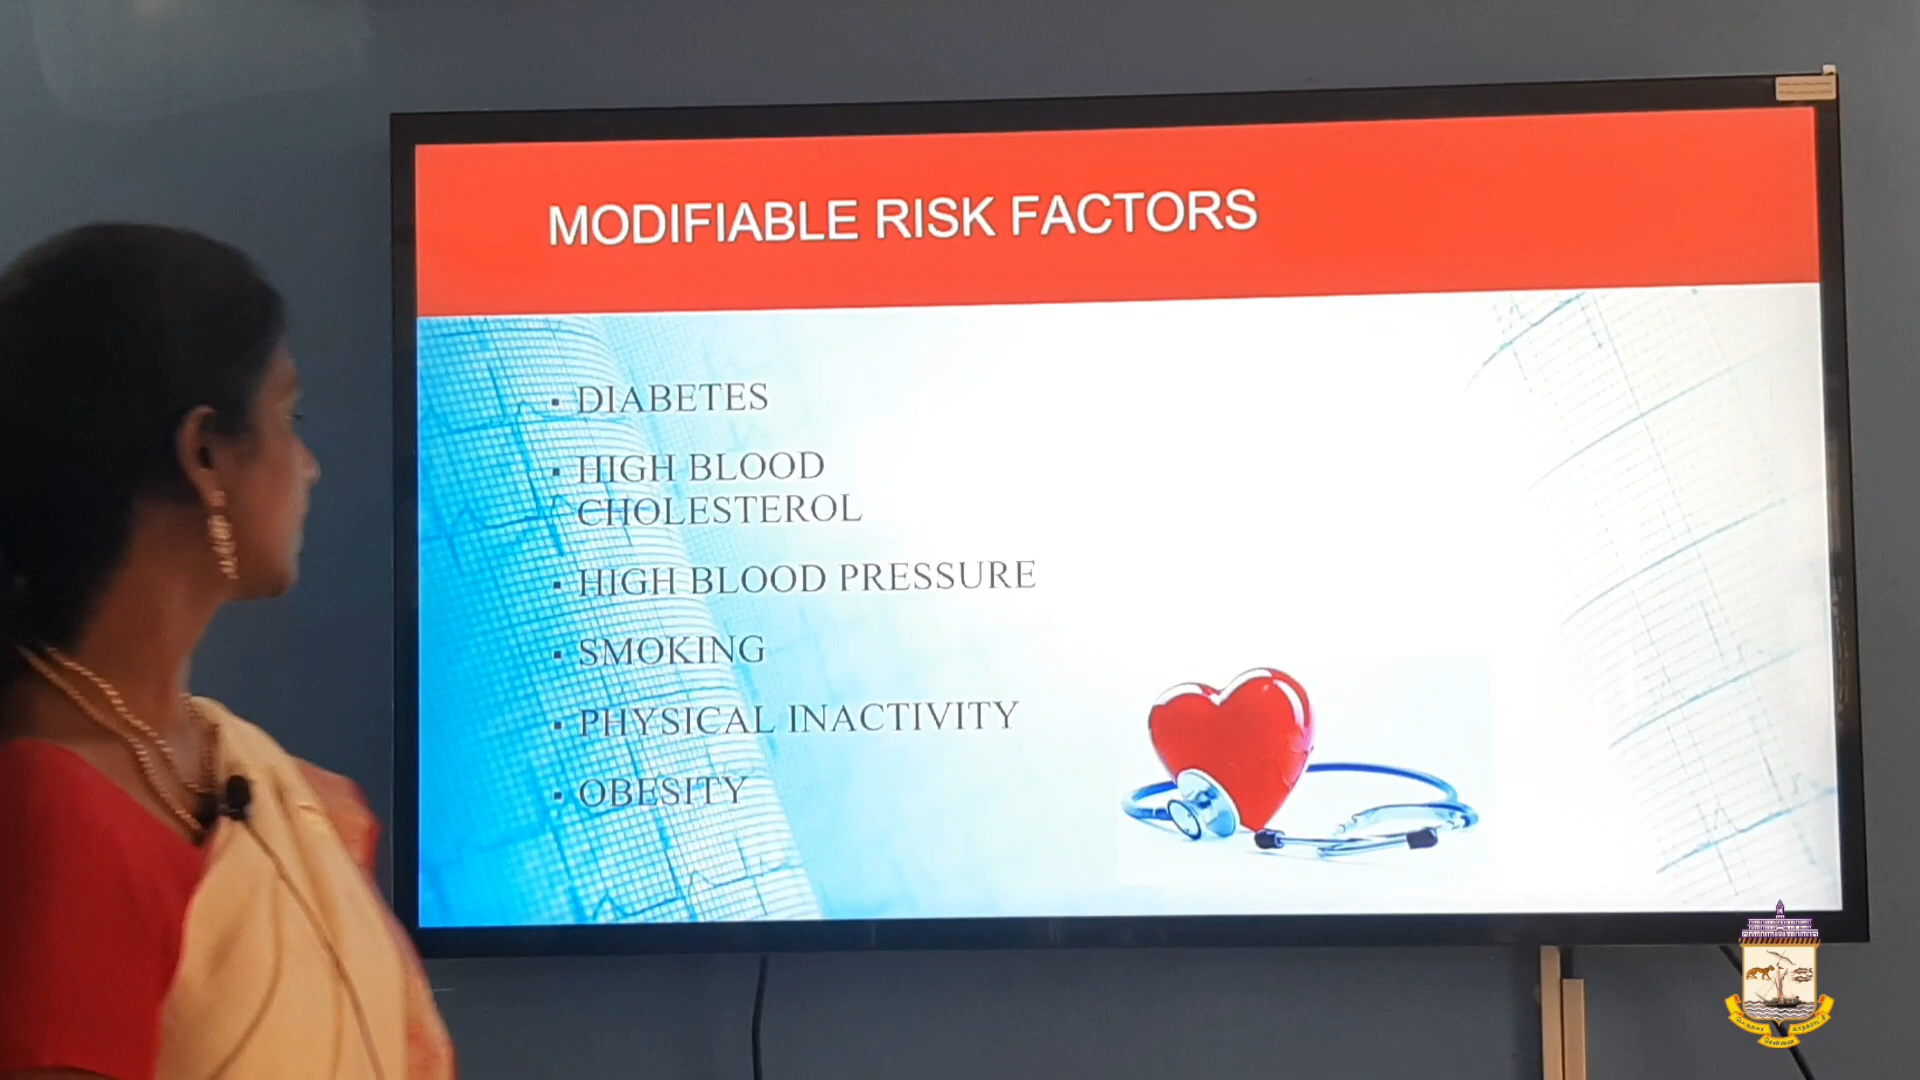 MODIFIABLE RISK FACTORS
▪ DIABETES
▪ HIGH BLOOD
CHOLESTEROL
▪ HIGH BLOOD PRESSURE
▪ SMOKING
▪ PHYSICAL INACTIVITY
▪ OBESITY
சென்னை